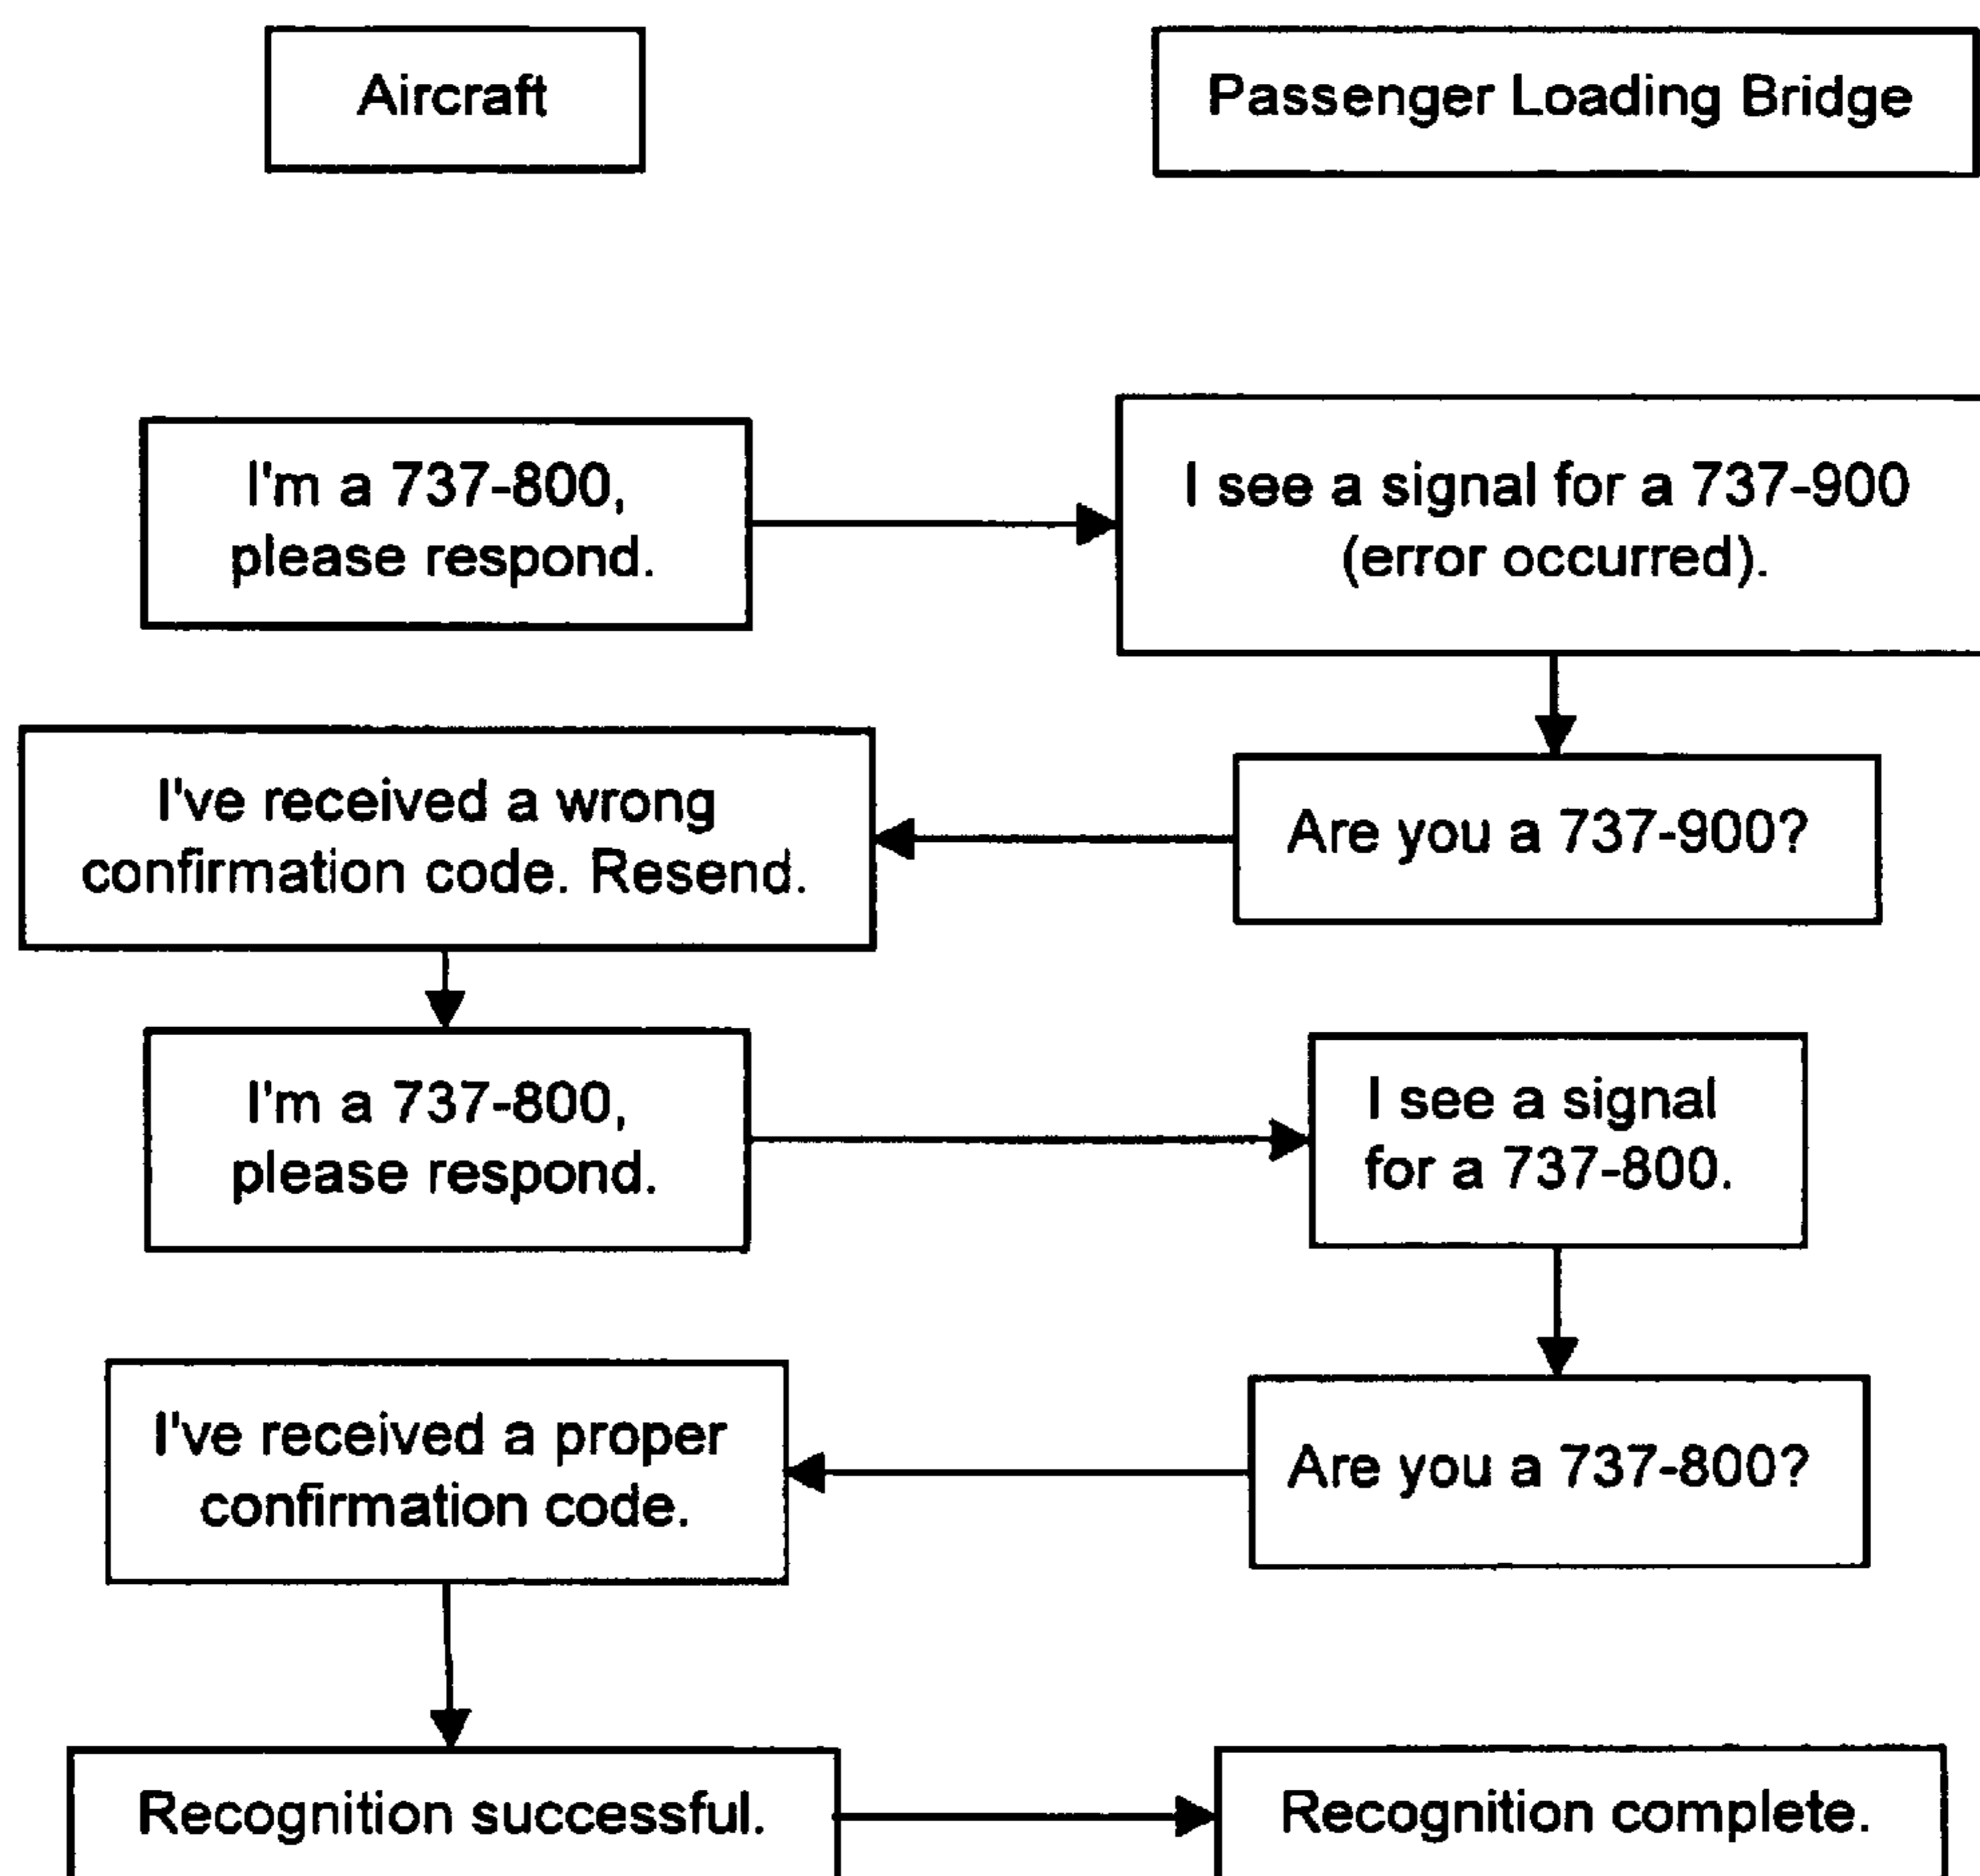 Aircraft
Passenger Loading Bridge
I'm a 737-800,
please respond.
I see a signal for a 737-900
(error occurred).
Are you a 737-900?
I've received a wrong
confirmation code. Resend.
I'm a 737-800,
please respond.
I see a signal
for a 737-800.
Are you a 737-800?
I've received a proper
confirmation code.
Recognition successful.
Recognition complete.